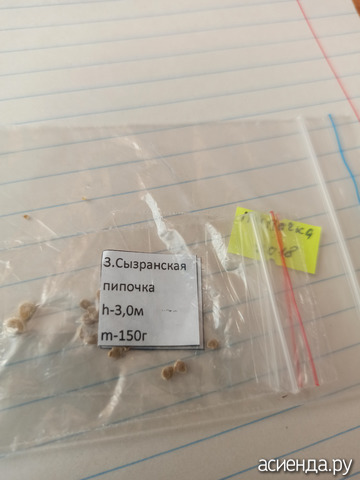 3.Сызранская
пипочка
h-3,0м
m-150г
асиенда.ру